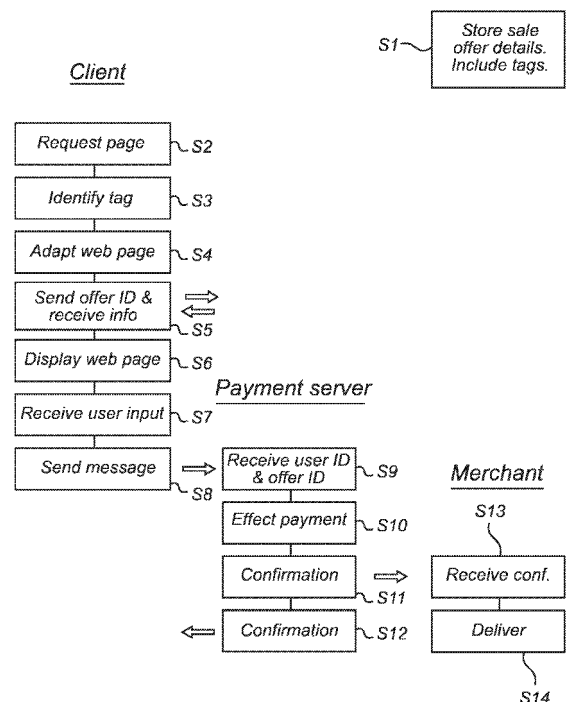 Store sale
offer details.
Include tags.
S1
Client
Request page
S2
Identify tag
S3
Adapt web page
S4
Send offer ID &
receive info
S5
Display web page
S6
Receive user input
S7
Send message
S8
Payment server
Receive user ID
& offer ID
S9
Effect payment
S10
Confirmation
S11
Confirmation
S12
Merchant
S13
Receive conf.
Deliver
S14